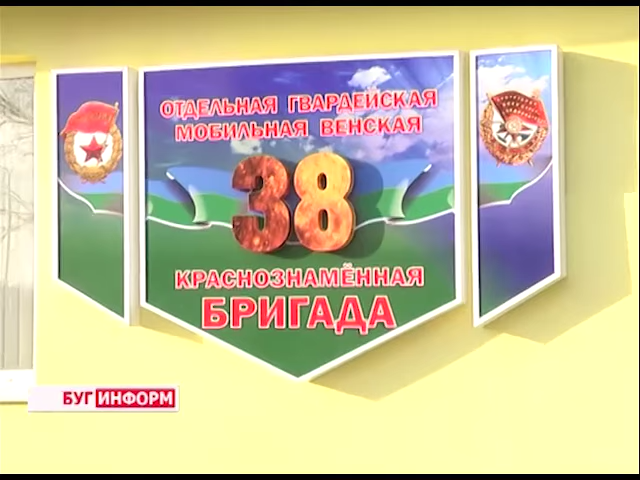 ОТДЕЛЬНАЯ ГВАРДЕЙСКАЯ
МОБИЛЬНАЯ ВЕНСКАЯ
38
КРАСНОЗНАМЁННАЯ
БРИГАДА
БУГ ИНФОРМ